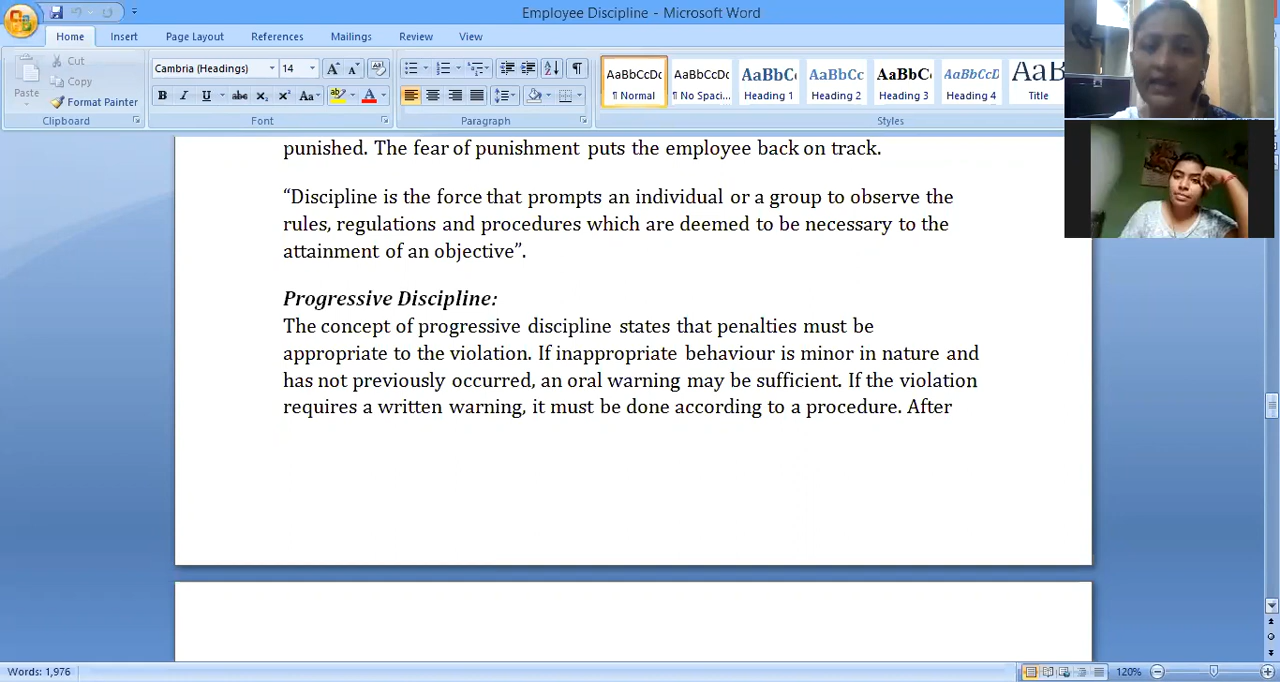 Employee Discipline - Microsoft Word
Home Insert Page Layout References Mailings Review View
Paste
Cut
Copy
Format Painter
Clipboard
Cambria (Headings) 14
Font
Paragraph
AaBbCcDc AaBbCcDc AaBbC AaBbCc AaBbCc AaBbCcD AaB
¶ Normal ¶ No Spaci... Heading 1 Heading 2 Heading 3 Heading 4 Title
Styles
punished. The fear of punishment puts the employee back on track.
“Discipline is the force that prompts an individual or a group to observe the
rules, regulations and procedures which are deemed to be necessary to the
attainment of an objective”.
Progressive Discipline:
The concept of progressive discipline states that penalties must be
appropriate to the violation. If inappropriate behaviour is minor in nature and
has not previously occurred, an oral warning may be sufficient. If the violation
requires a written warning, it must be done according to a procedure. After
Words: 1,976
120%